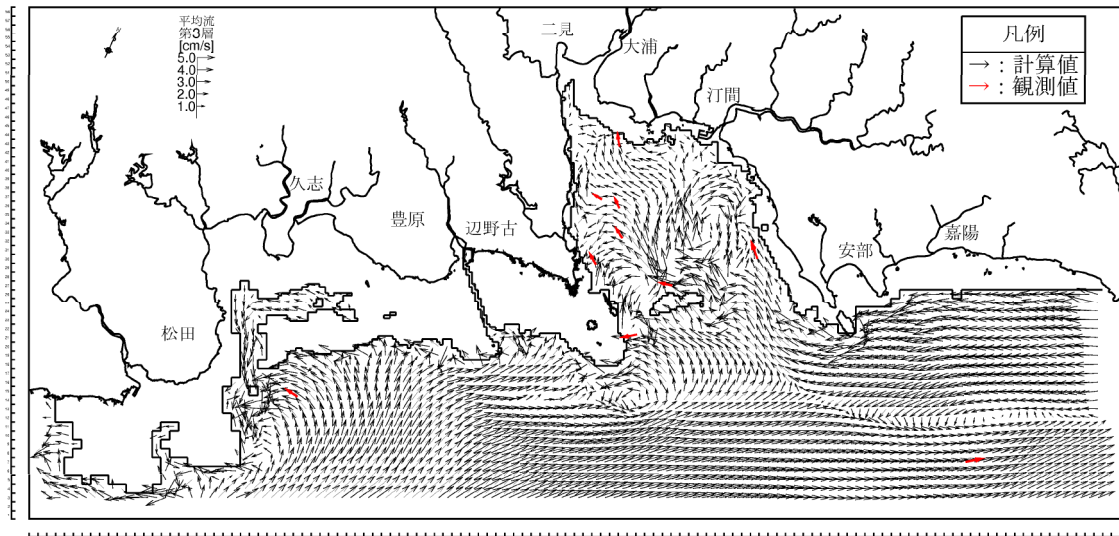 平均流
第3層
[cm/s]
5.0
4.0
3.0
2.0
1.0
二見
大浦
汀間
凡例
→ : 計算値
→ : 観測値
久志
豊原
辺野古
安部
嘉陽
松田